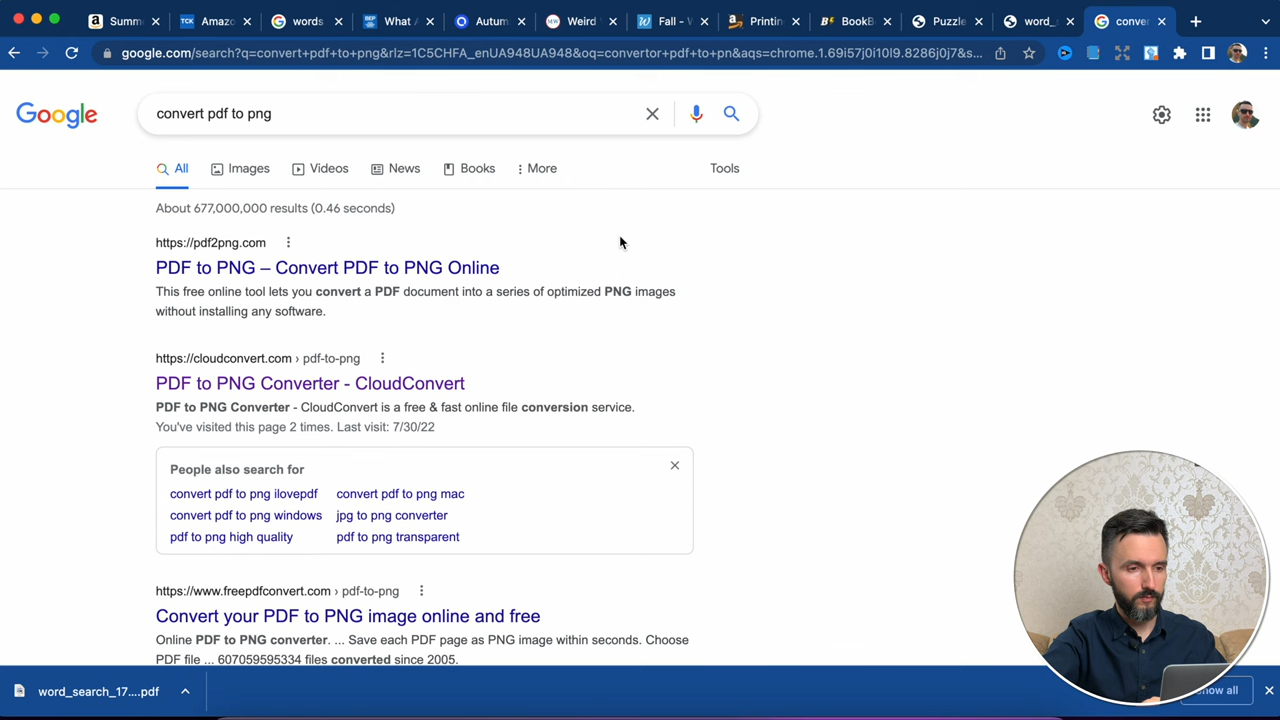 Summe
Amazo
words
What A
Autum
Weird
Fall - W
Printin
BookB
Puzzle
word_
conver
google.com/search?q=convert+pdf+to+png&rlz=1C5CHFA_enUA948UA948&oq=convertor+pdf+to+pn&aqs=chrome.1.69i57j0i10l9.8286j0j7&s...
Google
convert pdf to png
All Images Videos News Books More Tools
About 677,000,000 results (0.46 seconds)
https://pdf2png.com
PDF to PNG – Convert PDF to PNG Online
This free online tool lets you convert a PDF document into a series of optimized PNG images
without installing any software.
https://cloudconvert.com › pdf-to-png
PDF to PNG Converter - CloudConvert
PDF to PNG Converter - CloudConvert is a free & fast online file conversion service.
You've visited this page 2 times. Last visit: 7/30/22
People also search for
convert pdf to png ilovepdf convert pdf to png mac
convert pdf to png windows jpg to png converter
pdf to png high quality pdf to png transparent
https://www.freepdfconvert.com › pdf-to-png
Convert your PDF to PNG image online and free
Online PDF to PNG converter. ... Save each PDF page as PNG image within seconds. Choose
PDF file ... 607059595334 files converted since 2005.
word_search_17....pdf
all